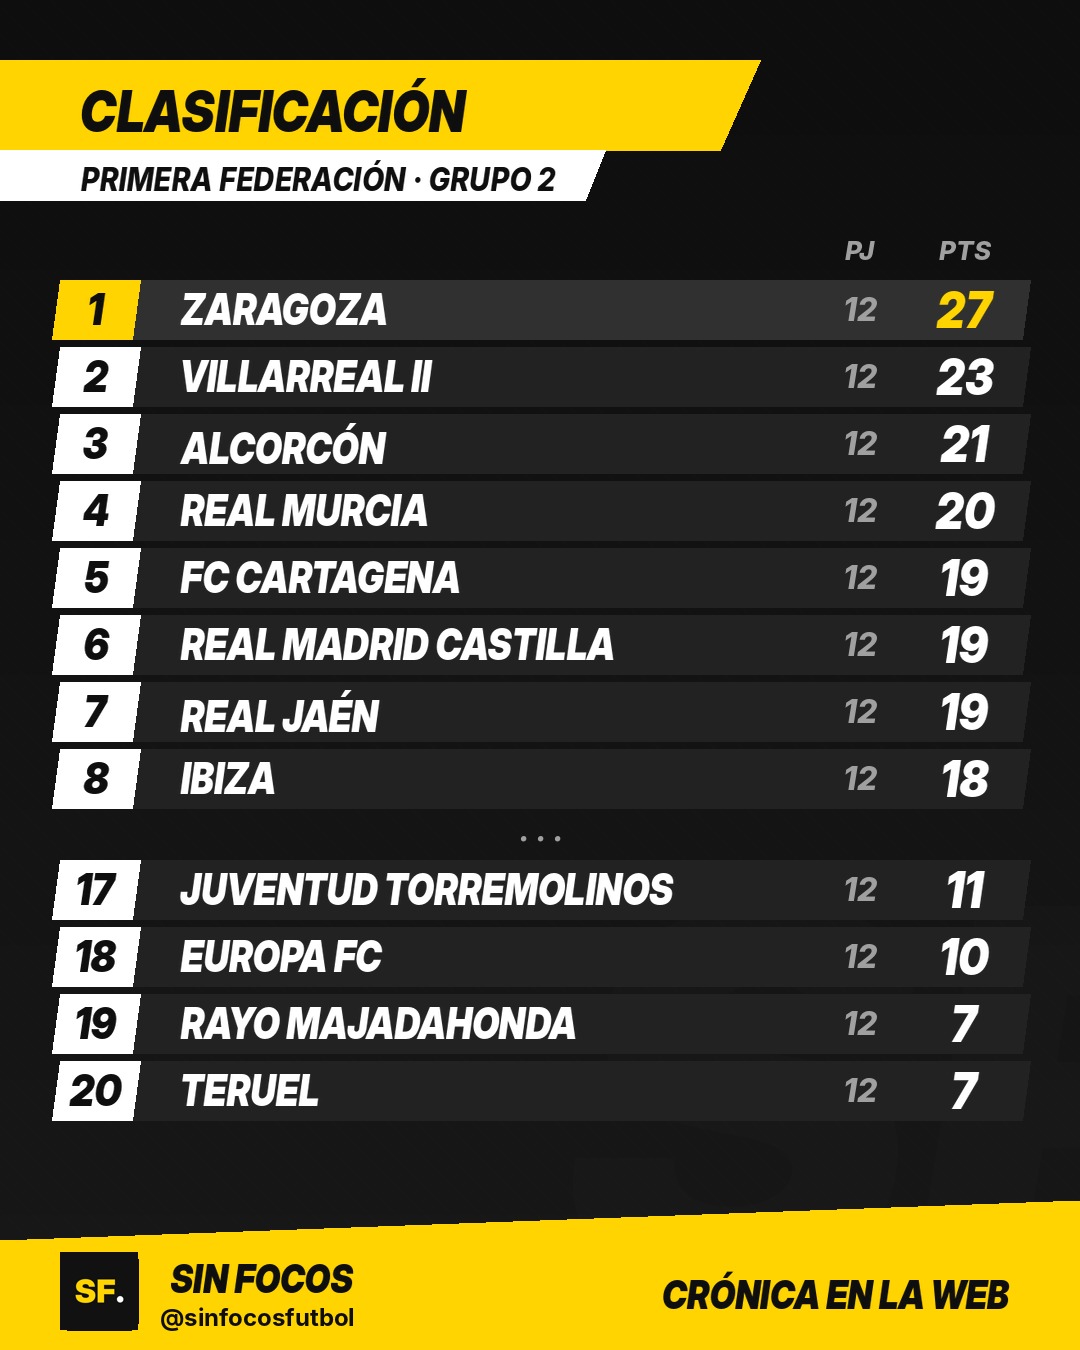 CLASIFICACIÓN
PRIMERA FEDERACIÓN · GRUPO 2
PJ PTS
1 ZARAGOZA 12 27
2 VILLARREAL II 12 23
3 ALCORCÓN 12 21
4 REAL MURCIA 12 20
5 FC CARTAGENA 12 19
6 REAL MADRID CASTILLA 12 19
7 REAL JAÉN 12 19
8 IBIZA 12 18
...
17 JUVENTUD TORREMOLINOS 12 11
18 EUROPA FC 12 10
19 RAYO MAJADAHONDA 12 7
20 TERUEL 12 7
SF.
SIN FOCOS
@sinfocosfutbol
CRÓNICA EN LA WEB